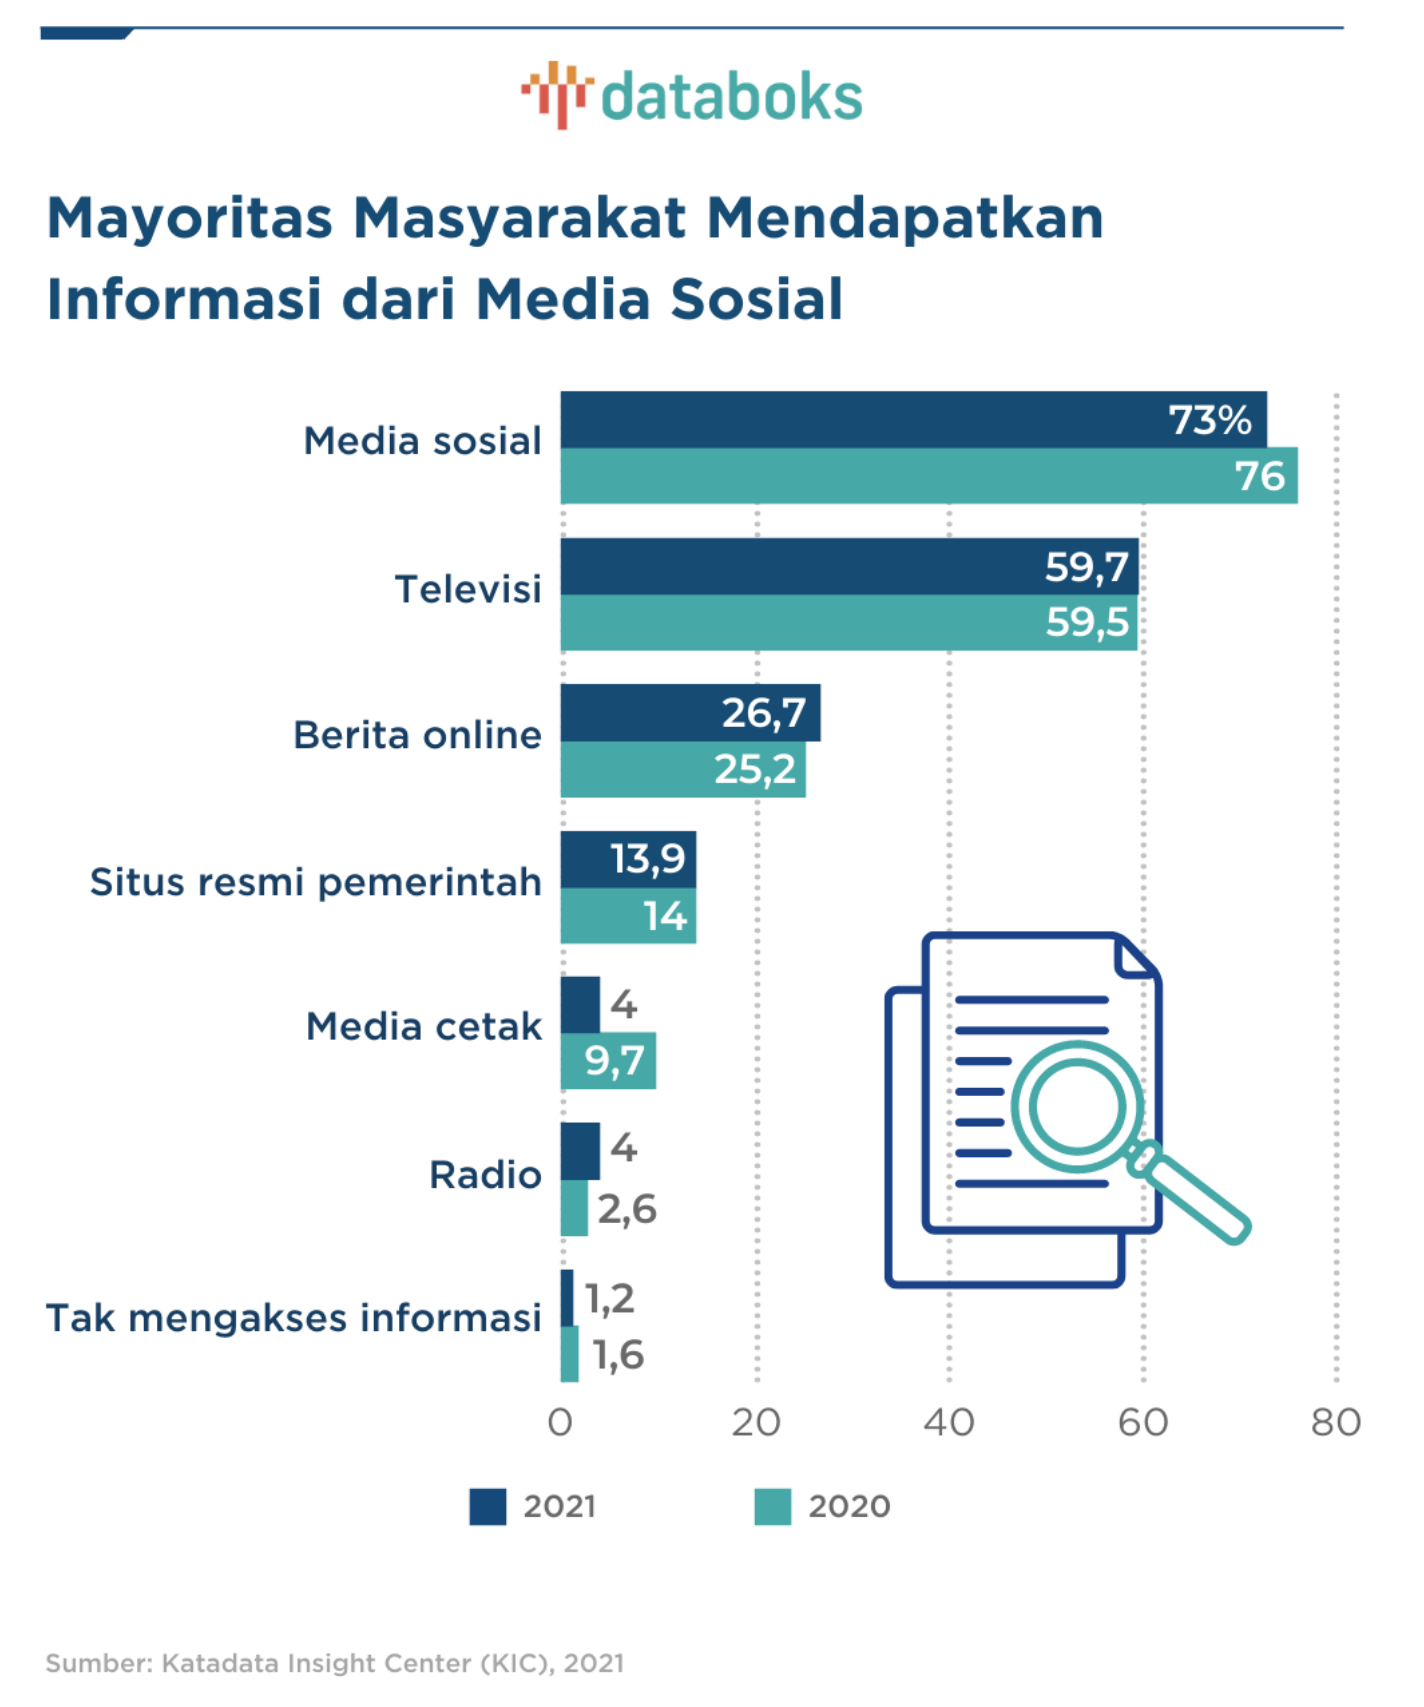 databoks
Mayoritas Masyarakat Mendapatkan
Informasi dari Media Sosial
Media sosial
73%
76
Televisi
59,7
59,5
Berita online
26,7
25,2
Situs resmi pemerintah
13,9
14
Media cetak
4
9,7
Radio
4
2,6
Tak mengakses informasi
1,2
1,6
0 20 40 60 80
2021 2020
Sumber: Katadata Insight Center (KIC), 2021